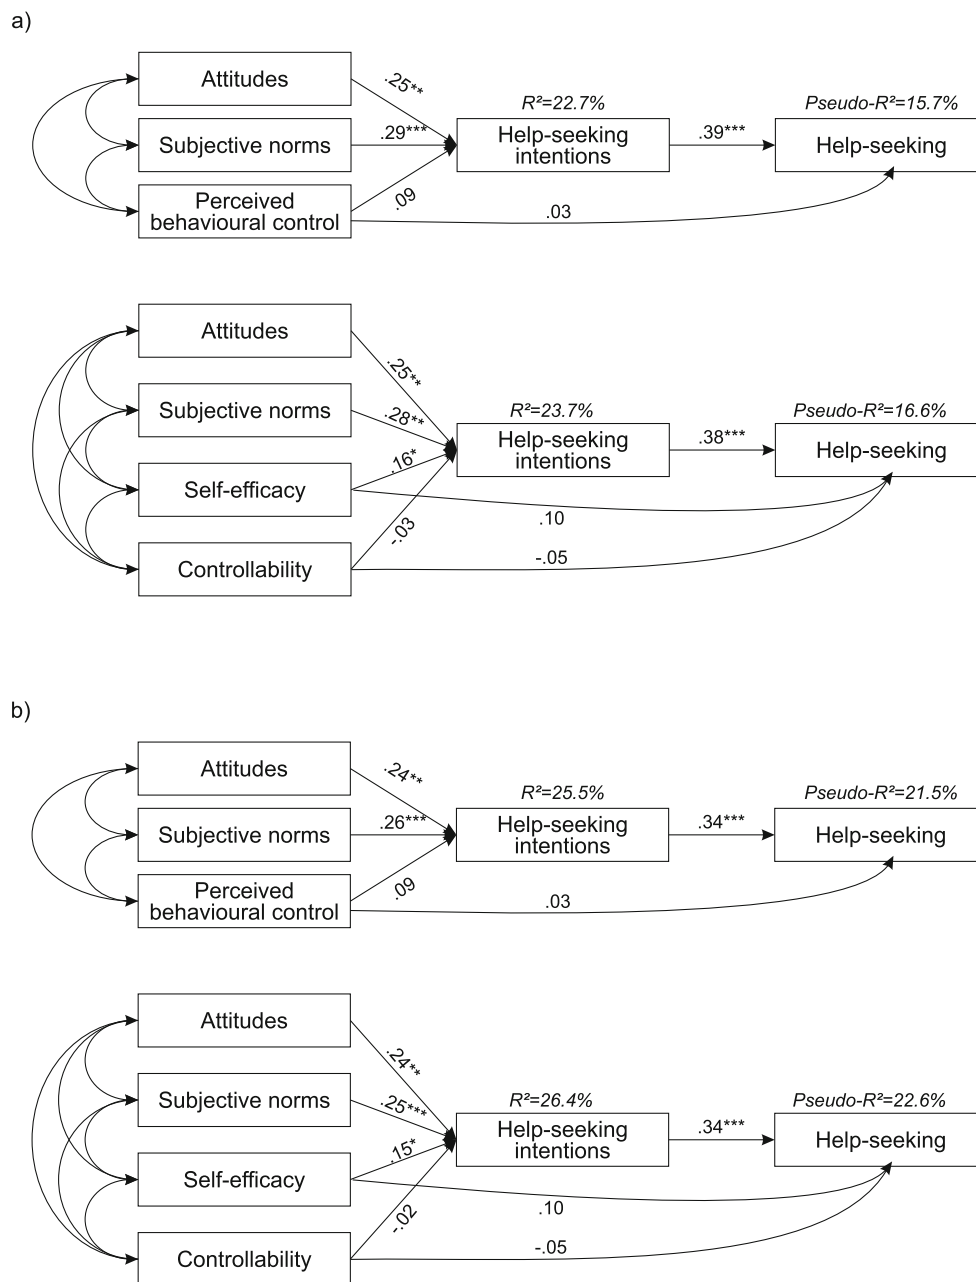 a)
Attitudes
.25**
R²=22.7%
Pseudo-R²=15.7%
Subjective norms
.29***
Help-seeking
intentions
.39***
Help-seeking
Perceived
behavioural control
.09
.03
Attitudes
.25**
Subjective norms
.28**
R²=23.7%
Pseudo-R²=16.6%
Help-seeking
intentions
.38***
Help-seeking
Self-efficacy
.16*
.10
Controllability
-.03
-.05
b)
Attitudes
.24**
R²=25.5%
Pseudo-R²=21.5%
Subjective norms
.26***
Help-seeking
intentions
.34***
Help-seeking
Perceived
behavioural control
.09
.03
Attitudes
.24**
Subjective norms
.25***
R²=26.4%
Pseudo-R²=22.6%
Help-seeking
intentions
.34***
Help-seeking
Self-efficacy
.15*
.10
Controllability
-.02
-.05